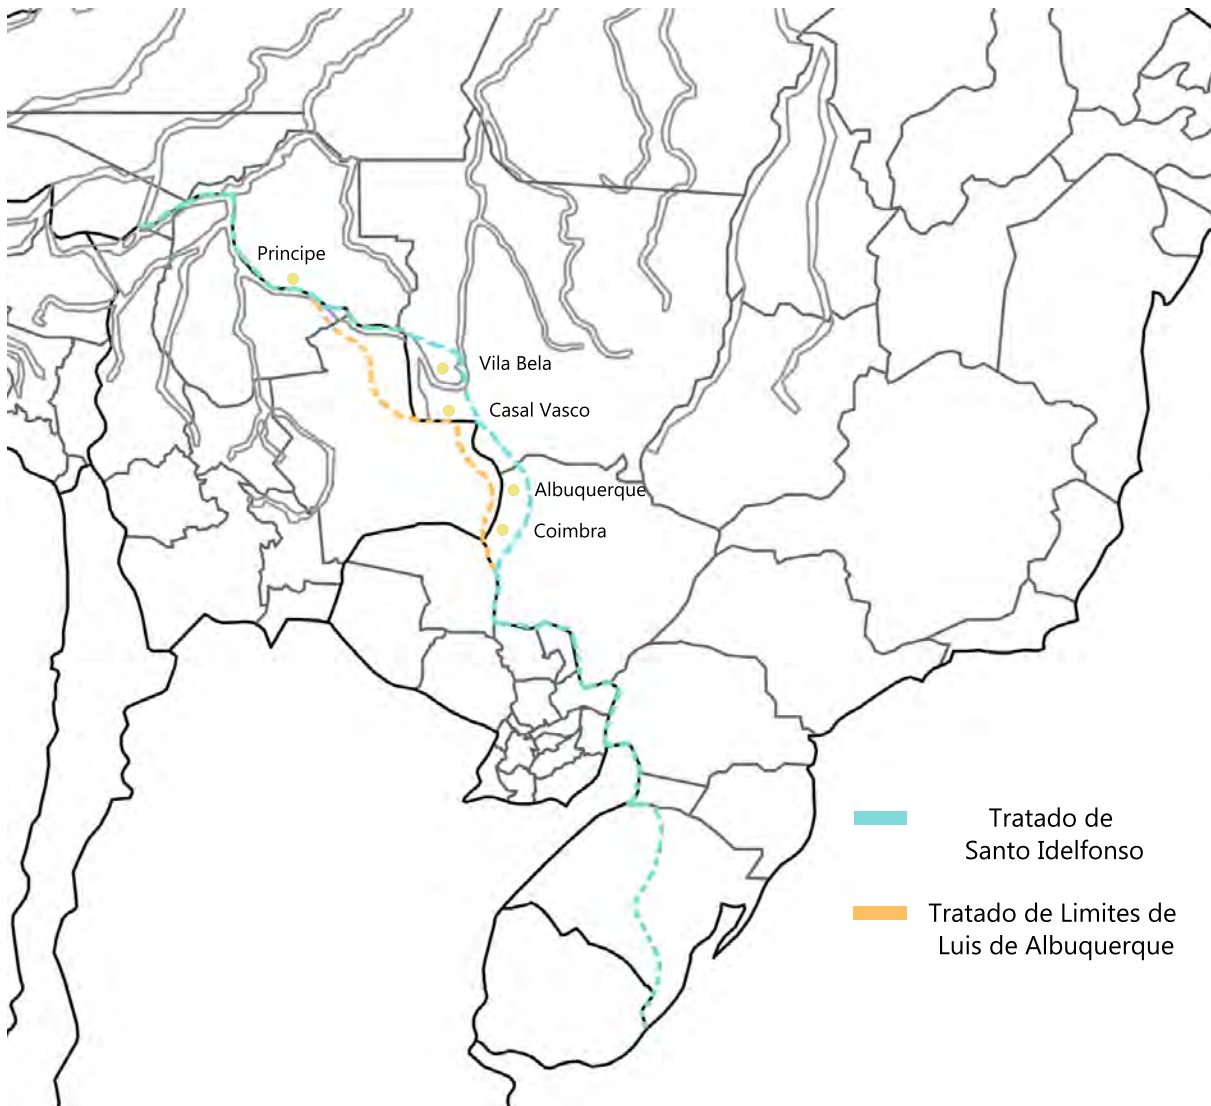 Principe
Vila Bela
Casal Vasco
Albuquerque
Coimbra
Tratado de
Santo Idelfonso
Tratado de Limites de
Luis de Albuquerque